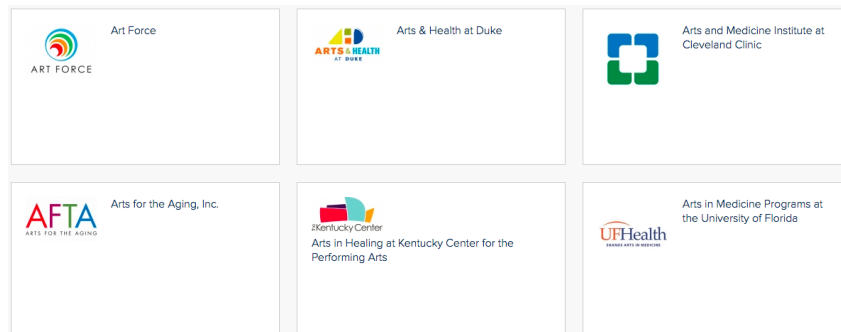 Art Force
ART FORCE
Arts & Health at Duke
ARTS & HEALTH
AT DUKE
Arts and Medicine Institute at
Cleveland Clinic
AFTA
ARTS FOR THE AGING
Arts for the Aging, Inc.
The Kentucky Center
Arts in Healing at Kentucky Center for the
Performing Arts
Arts in Medicine Programs at
the University of Florida
UFHealth
SHANDS ARTS IN MEDICINE